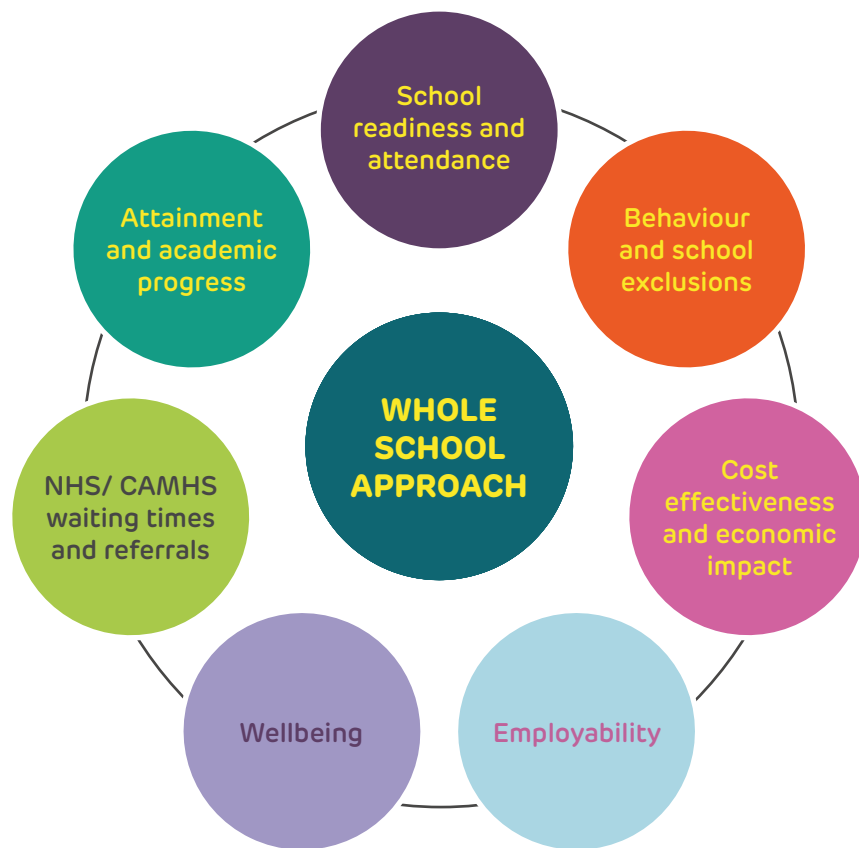 School
readiness and
attendance
Attainment
and academic
progress
Behaviour
and school
exclusions
WHOLE
SCHOOL
APPROACH
NHS/ CAMHS
waiting times
and referrals
Cost
effectiveness
and economic
impact
Wellbeing
Employability